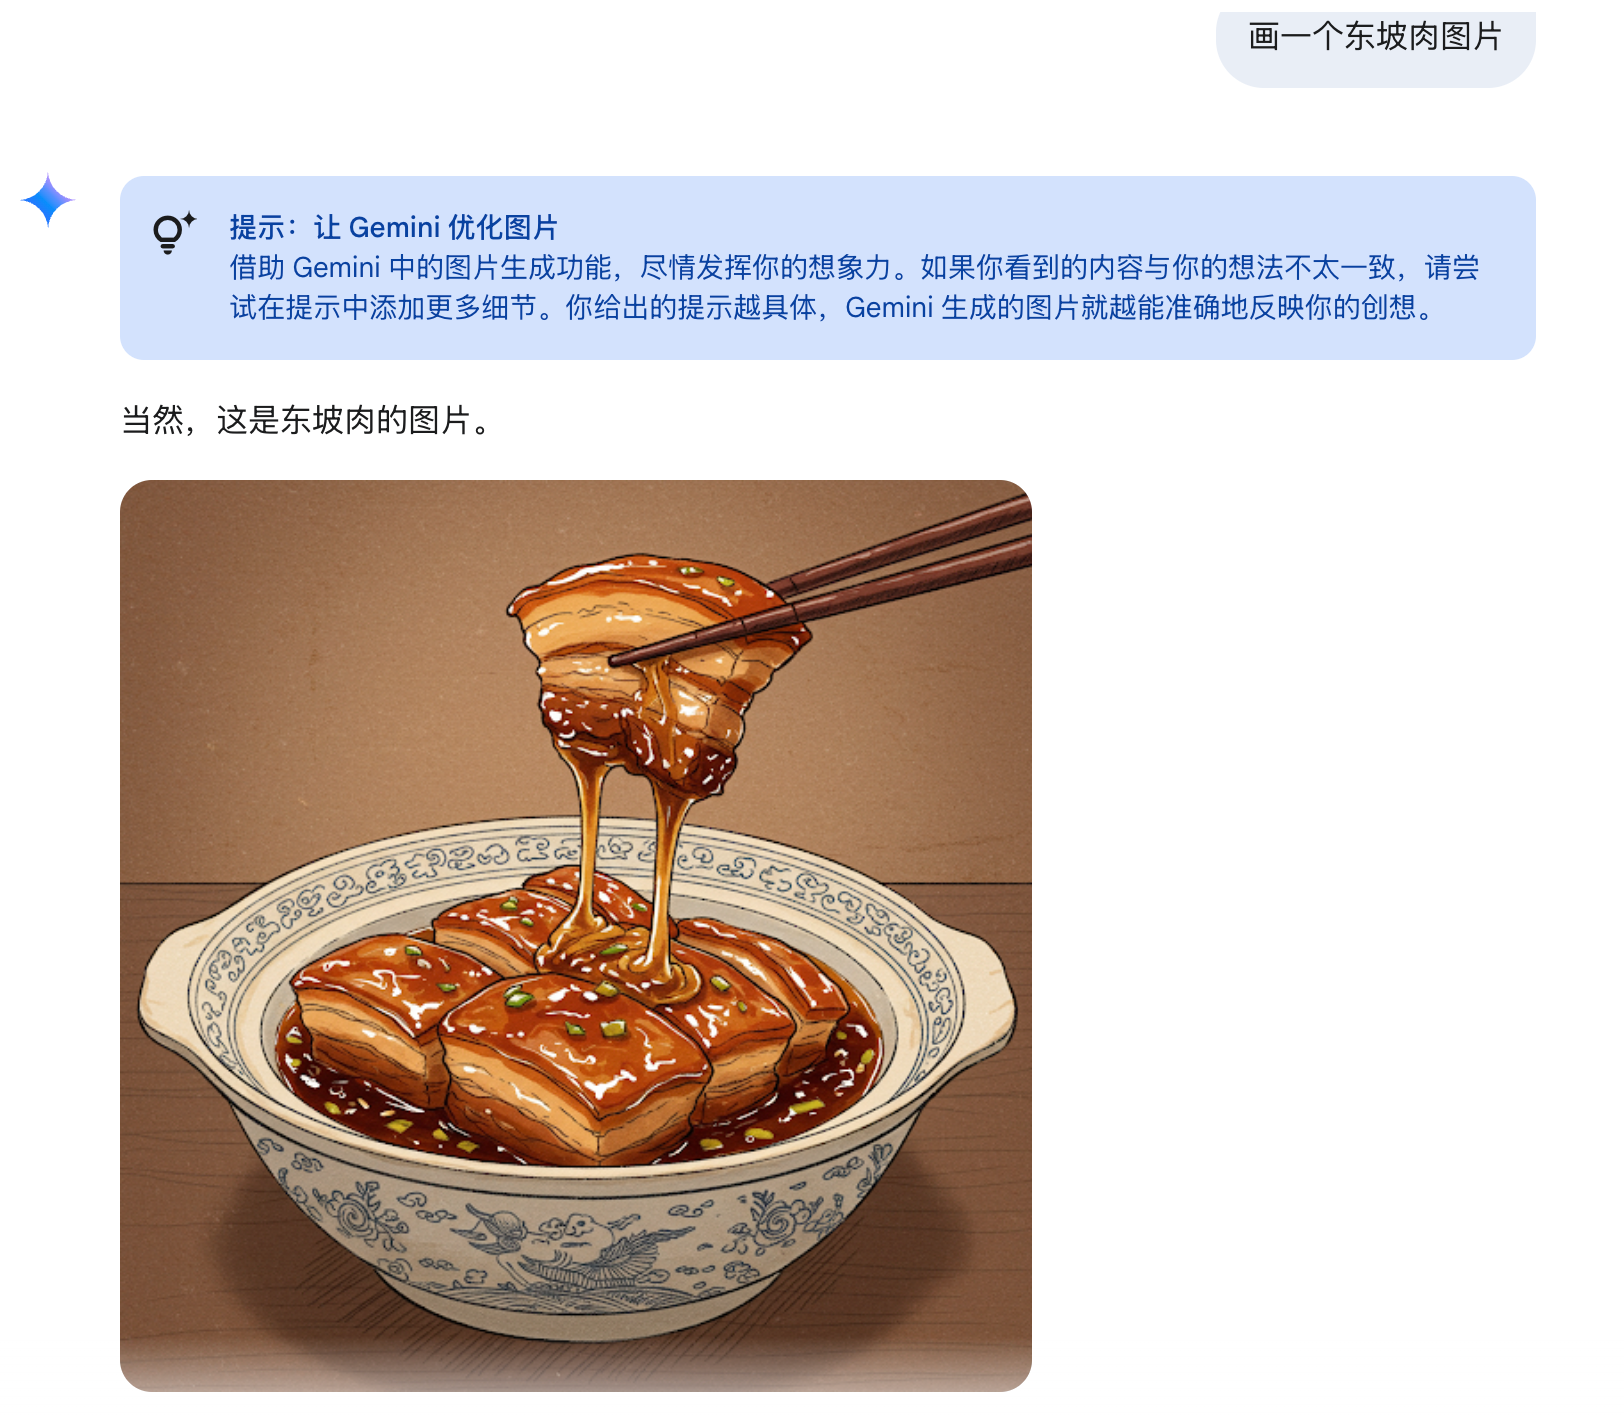 画一个东坡肉图片
提示：让 Gemini 优化图片
借助 Gemini 中的图片生成功能，尽情发挥你的想象力。如果你看到的内容与你的想法不太一致，请尝
试在提示中添加更多细节。你给出的提示越具体，Gemini 生成的图片就越能准确地反映你的创想。
当然，这是东坡肉的图片。